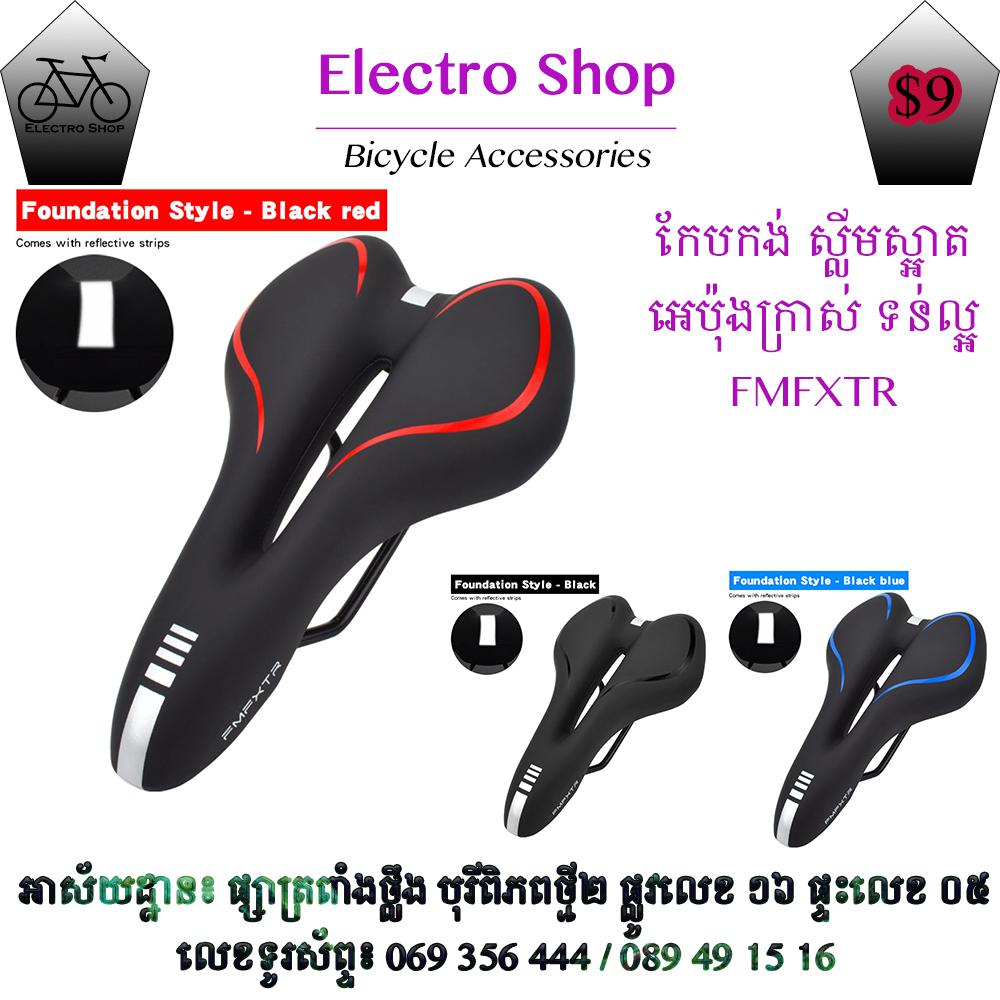 Electro Shop
Electro Shop
$9
Bicycle Accessories
Foundation Style - Black red
Comes with reflective strips
កែបកង់ ស្លីមស្អាត
អេប៉ុងក្រាស់ ទន់ល្អ
FMFXTR
FMFXTR
Foundation Style - Black
Comes with reflective strips
FMFXTR
Foundation Style - Black blue
Comes with reflective strips
FMFXTR
អាស័យដ្ឋាន៖ ផ្សាត្រពាំងថ្លឹង បុរីពិភពថ្មី២ ផ្លូវលេខ ១៦ ផ្ទះលេខ ០៥
លេខទូរស័ព្ទ៖ 069 356 444 / 089 49 15 16